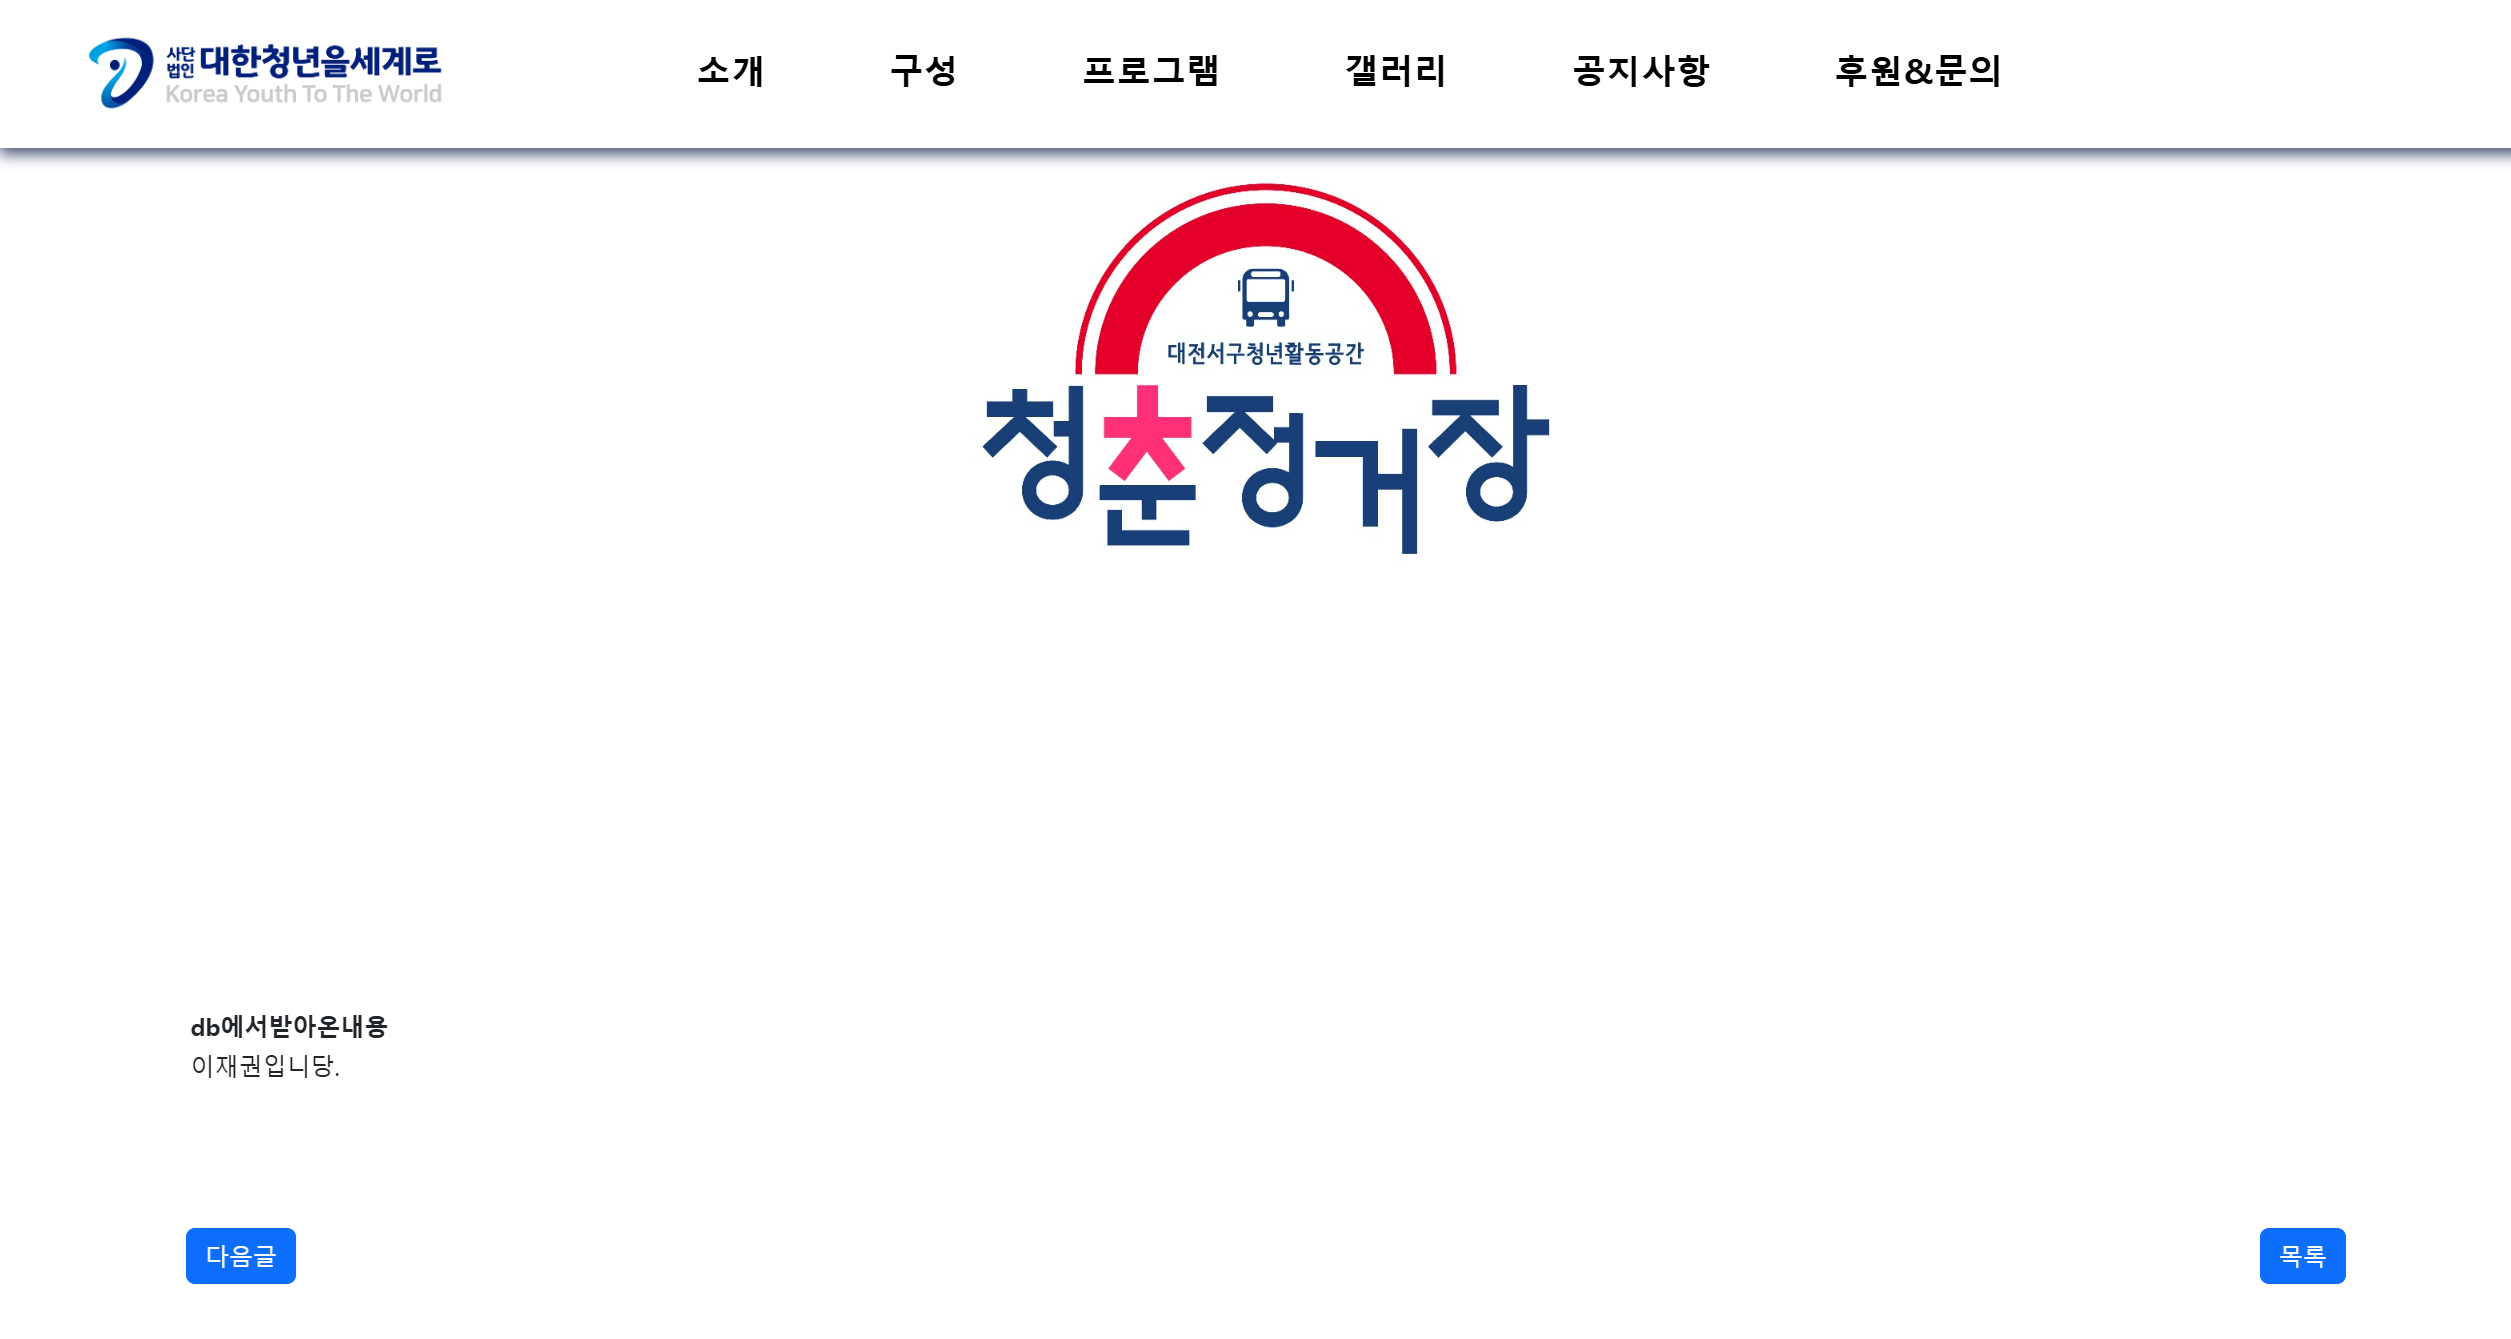 사단법인 대한청년을세계로
Korea Youth To The World
소개 구성 프로그램 갤러리 공지사항 후원&문의
대전서구청년활동공간
청춘정거장
db에서받아온내용
이재권입니당.
다음글 목록